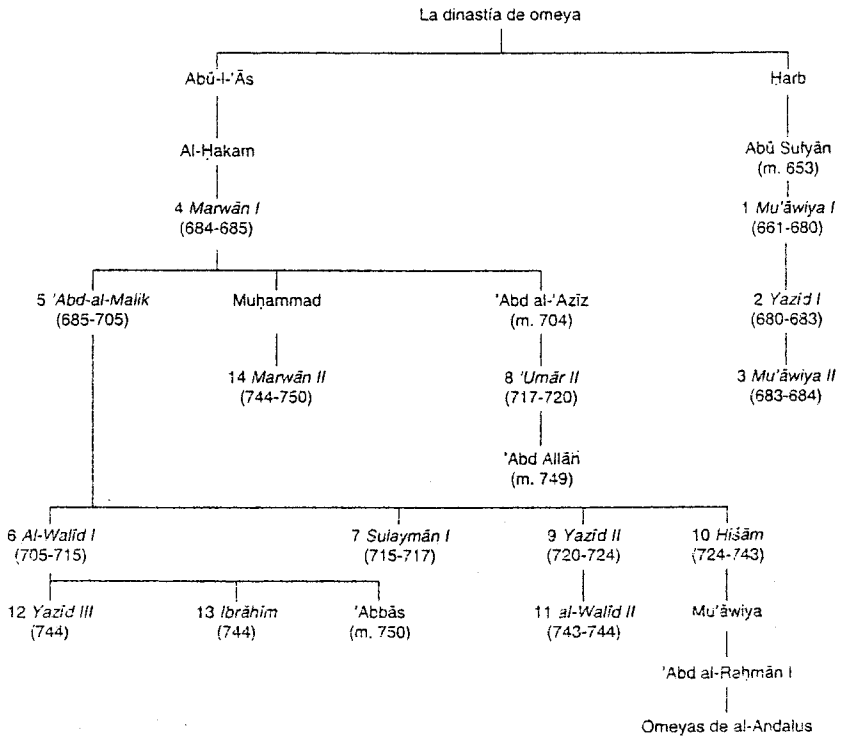 La dinastía de omeya
Abū-l-'Ās
Ḥarb
Al-Ḥakam
Abū Sufyān
(m. 653)
4 Marwān I
(684-685)
1 Mu'āwiya I
(661-680)
5 'Abd-al-Malik
(685-705)
Muḥammad
'Abd al-'Azīz
(m. 704)
2 Yazīd I
(680-683)
14 Marwān II
(744-750)
8 'Umār II
(717-720)
3 Mu'āwiya II
(683-684)
'Abd Allāh
(m. 749)
6 Al-Walīd I
(705-715)
7 Sulaymān I
(715-717)
9 Yazīd II
(720-724)
10 Hišām
(724-743)
12 Yazīd III
(744)
13 Ibrāhīm
(744)
'Abbās
(m. 750)
11 al-Walīd II
(743-744)
Mu'āwiya
'Abd al-Raḥmān I
Omeyas de al-Andalus